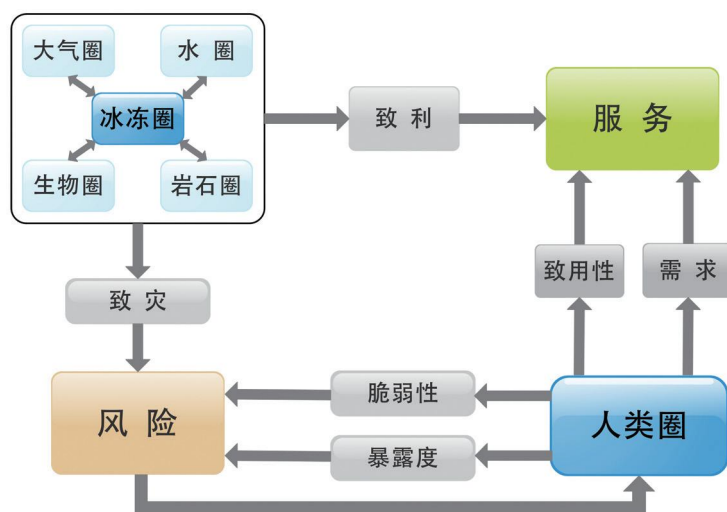 大气圈
水 圈
冰冻圈
生物圈
岩石圈
致 利
服 务
致 灾
致用性
需 求
风 险
脆弱性
暴露度
人类圈